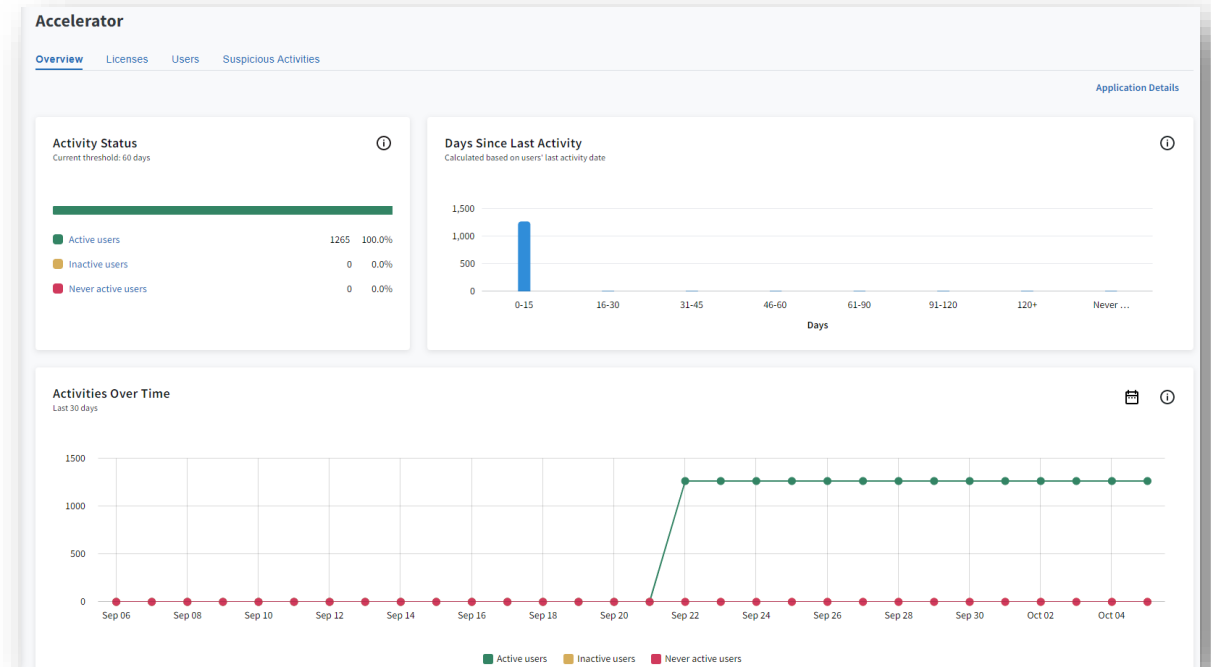 Accelerator
Overview Licenses Users Suspicious Activities
Application Details
Activity Status
Current threshold: 60 days
Active users 1265 100.0%
Inactive users 0 0.0%
Never active users 0 0.0%
Days Since Last Activity
Calculated based on users' last activity date
1,500
1,000
500
0
0-15 16-30 31-45 46-60 61-90 91-120 120+ Never ...
Days
Activities Over Time
Last 30 days
1500
1000
500
0
Sep 06 Sep 08 Sep 10 Sep 12 Sep 14 Sep 16 Sep 18 Sep 20 Sep 22 Sep 24 Sep 26 Sep 28 Sep 30 Oct 02 Oct 04
Active users Inactive users Never active users